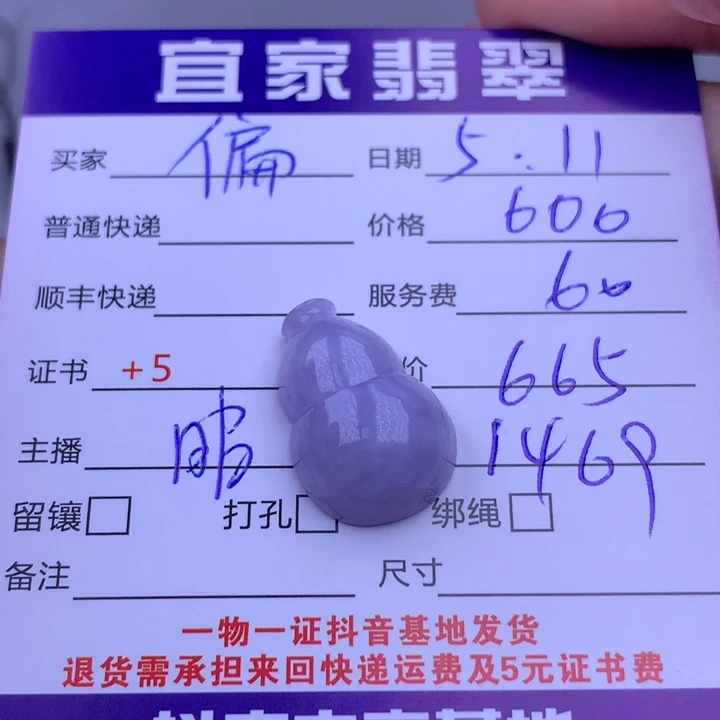 宜家翡翠
买家 偏 日期 5.11
普通快递 价格 600
顺丰快递 服务费 60
证书 +5 价 665
主播 1469
留镶 打孔 绑绳
备注 尺寸
一物一证抖音基地发货
退货需承担来回快递运费及5元证书费